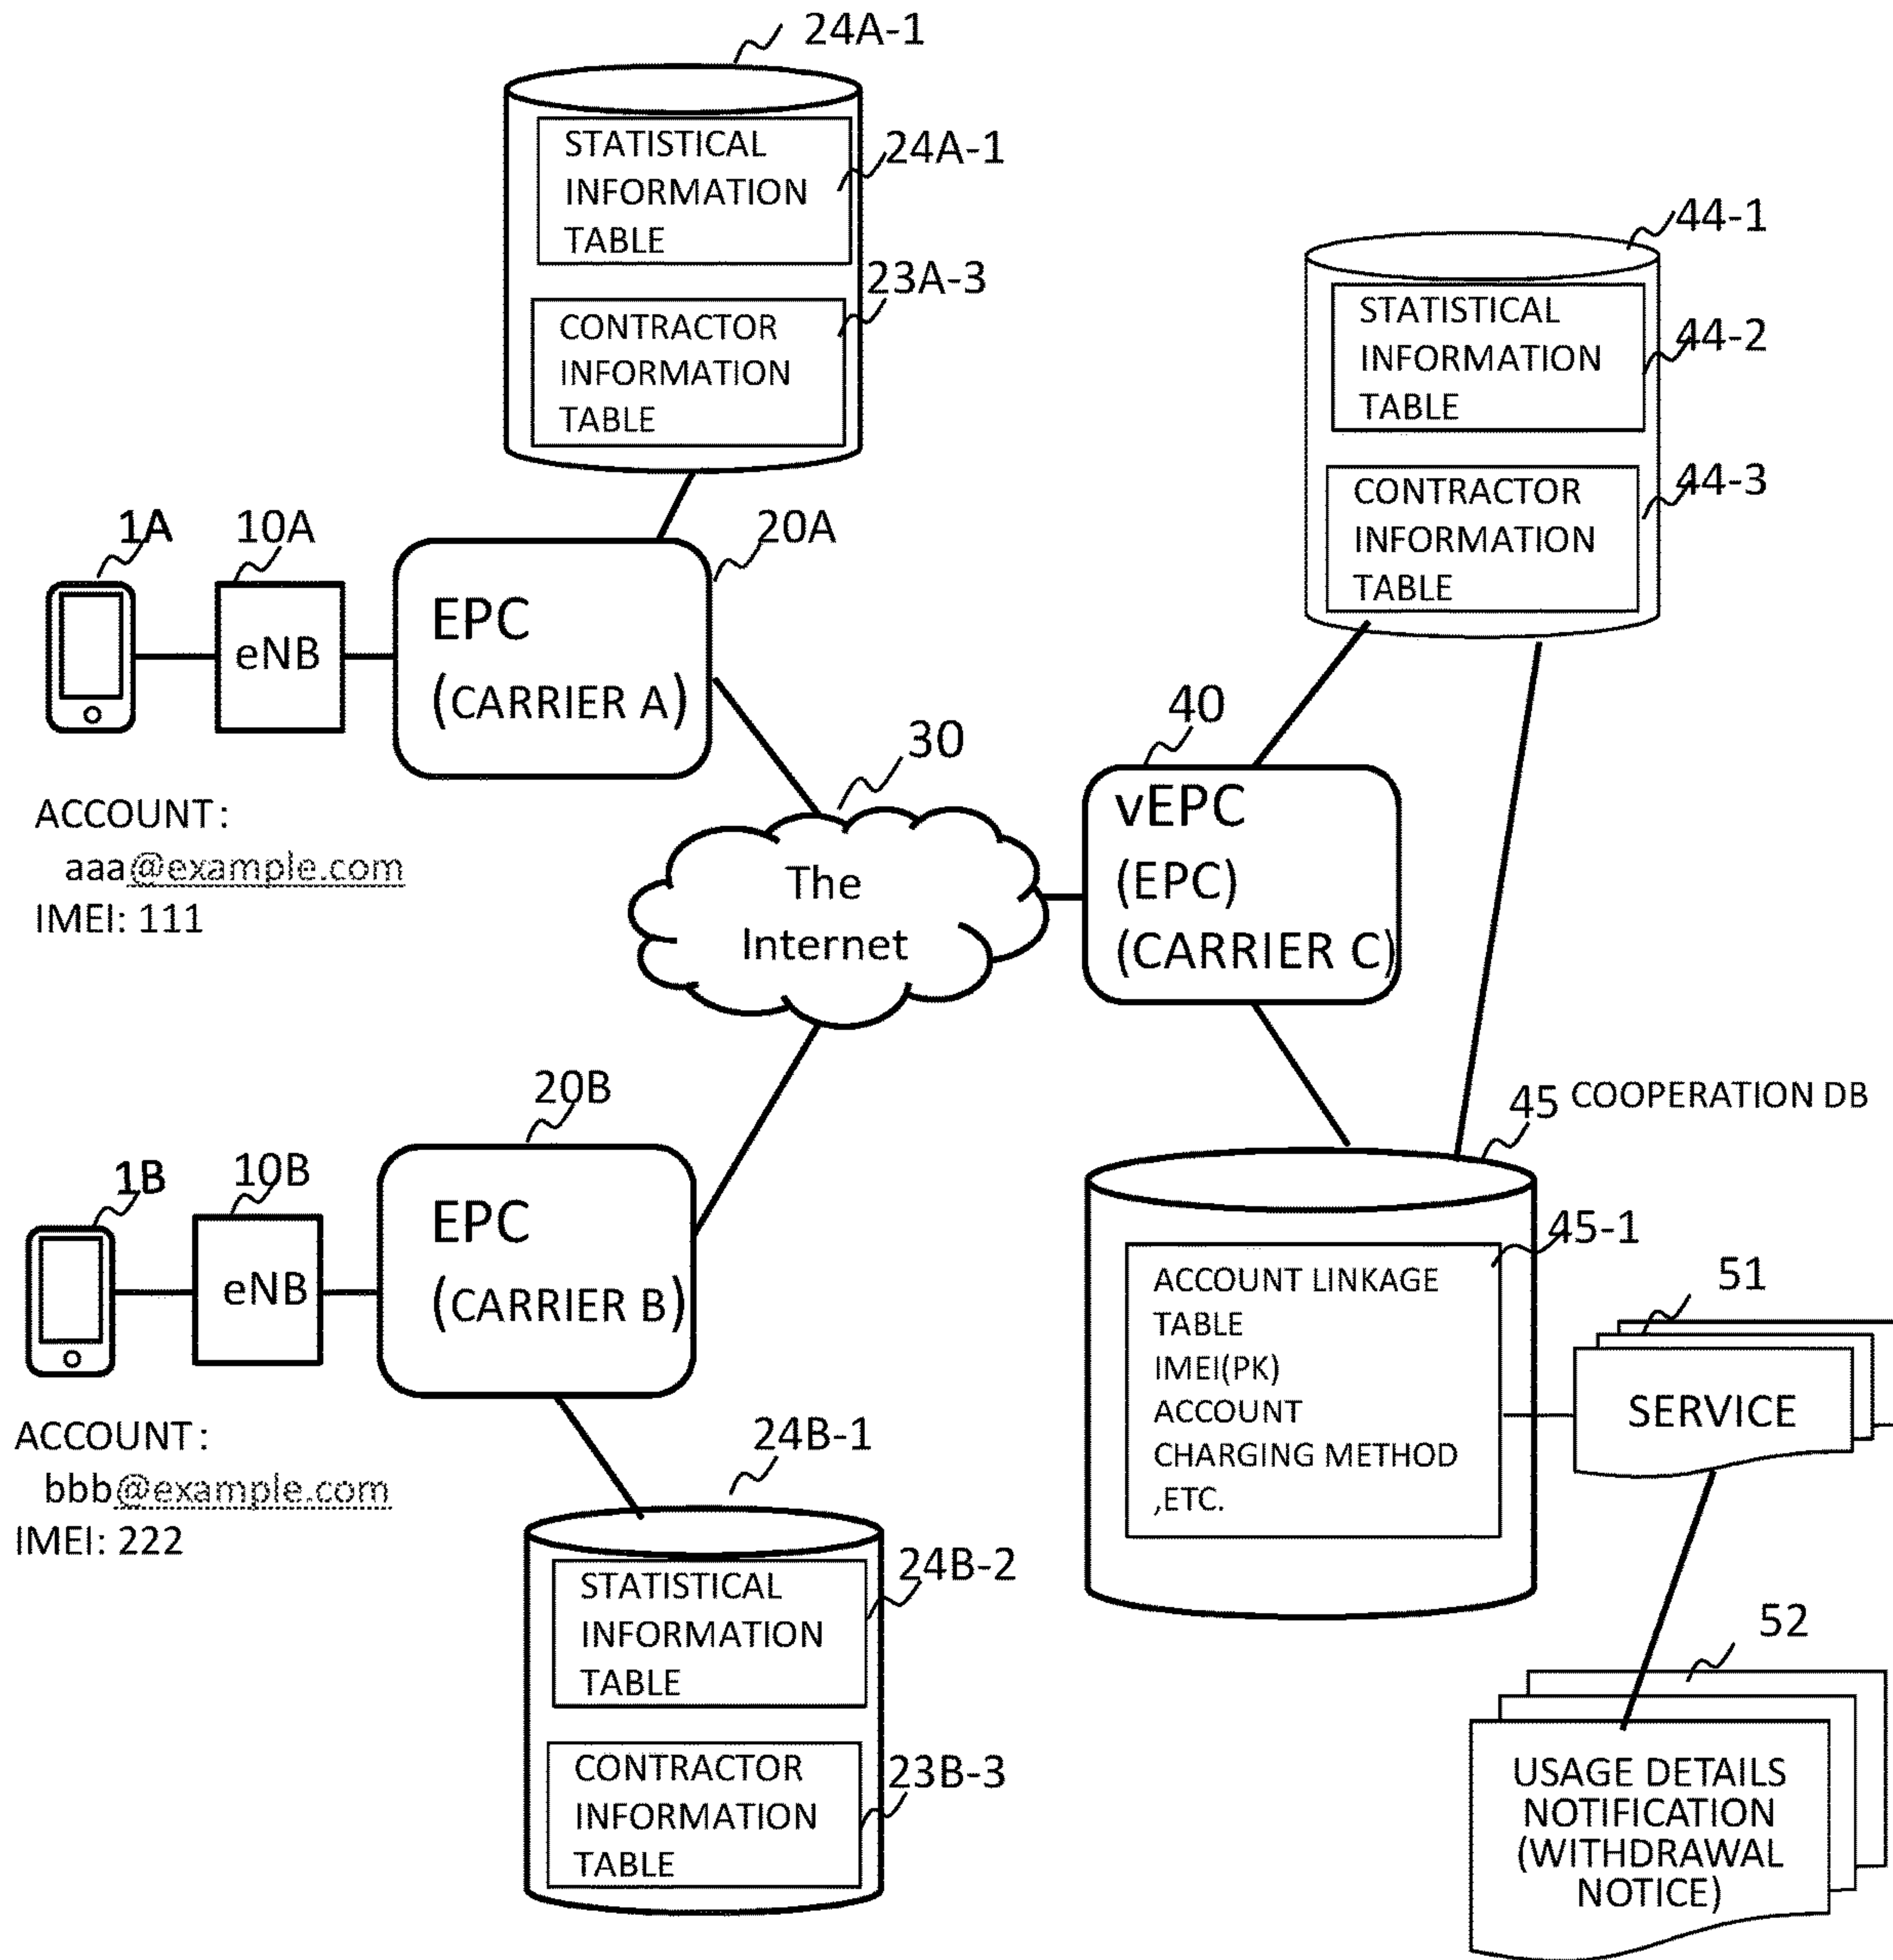 24A-1
STATISTICAL
INFORMATION
TABLE
24A-1
CONTRACTOR
INFORMATION
TABLE
23A-3
44-1
STATISTICAL
INFORMATION
TABLE
44-2
CONTRACTOR
INFORMATION
TABLE
44-3
1A
10A
eNB
20A
EPC
(CARRIER A)
ACCOUNT :
aaa@example.com
IMEI: 111
30
The
Internet
40
vEPC
(EPC)
(CARRIER C)
1B
10B
eNB
20B
EPC
(CARRIER B)
ACCOUNT :
bbb@example.com
IMEI: 222
24B-1
STATISTICAL
INFORMATION
TABLE
24B-2
CONTRACTOR
INFORMATION
TABLE
23B-3
45 COOPERATION DB
45-1
ACCOUNT LINKAGE
TABLE
IMEI(PK)
ACCOUNT
CHARGING METHOD
,ETC.
51
SERVICE
52
USAGE DETAILS
NOTIFICATION
(WITHDRAWAL
NOTICE)